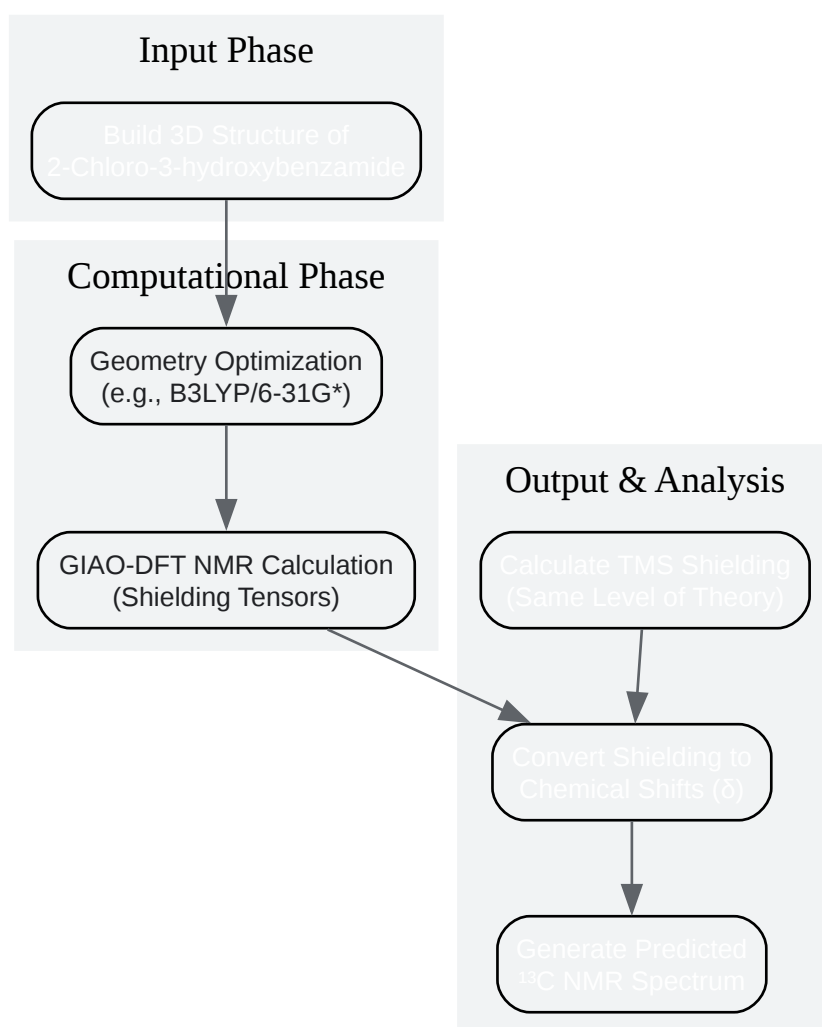 Input Phase
Build 3D Structure of
2-Chloro-3-hydroxybenzamide
Computational Phase
Geometry Optimization
(e.g., B3LYP/6-31G*)
GIAO-DFT NMR Calculation
(Shielding Tensors)
Output & Analysis
Calculate TMS Shielding
(Same Level of Theory)
Convert Shielding to
Chemical Shifts (δ)
Generate Predicted
¹³C NMR Spectrum